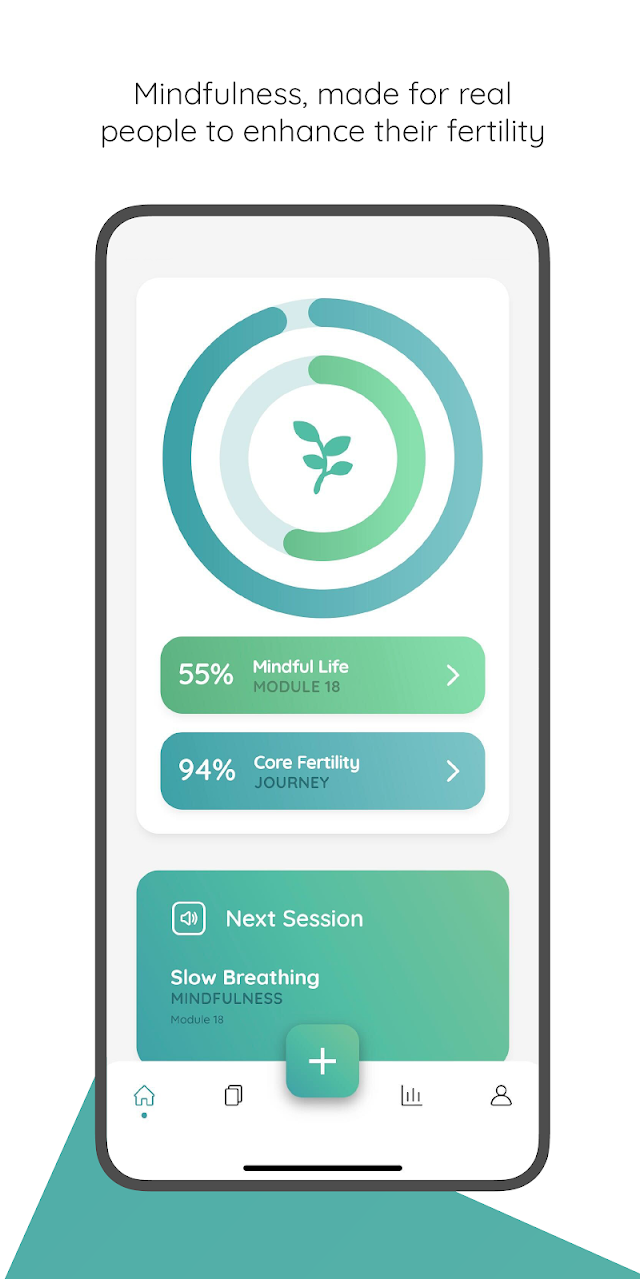 Mindfulness, made for real
people to enhance their fertility
55%
Mindful Life
MODULE 18
94%
Core Fertility
JOURNEY
Next Session
Slow Breathing
MINDFULNESS
Module 18